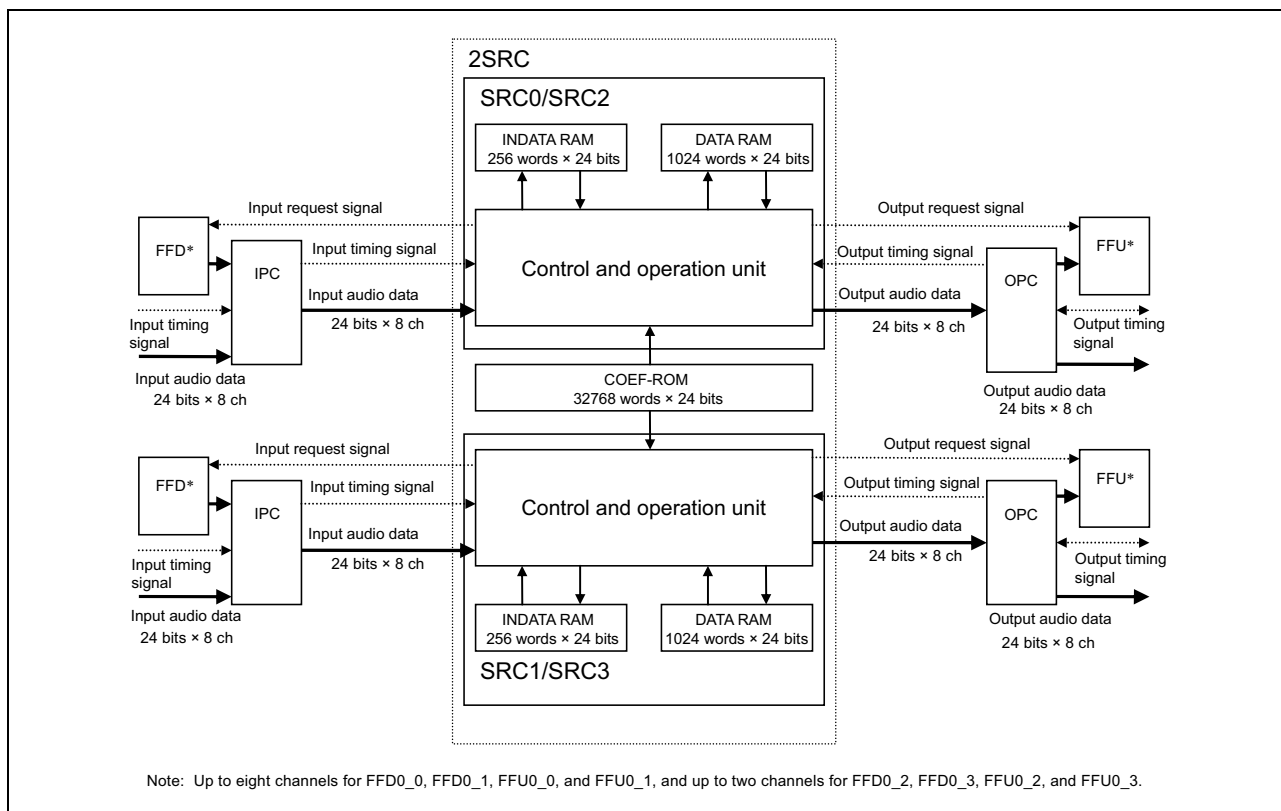 2SRC
SRC0/SRC2
INDATA RAM
256 words × 24 bits
DATA RAM
1024 words × 24 bits
Input request signal
Output request signal
FFD*
IPC
Input timing signal
Control and operation unit
Output timing signal
OPC
FFU*
Input audio data
24 bits × 8 ch
Output audio data
24 bits × 8 ch
Input timing
signal
Output timing
signal
Input audio data
24 bits × 8 ch
COEF-ROM
32768 words × 24 bits
Output audio data
24 bits × 8 ch
Input request signal
Output request signal
FFD*
IPC
Input timing signal
Control and operation unit
Output timing signal
OPC
FFU*
Input audio data
24 bits × 8 ch
Output audio data
24 bits × 8 ch
Input timing
signal
Output timing
signal
Input audio data
24 bits × 8 ch
INDATA RAM
256 words × 24 bits
DATA RAM
1024 words × 24 bits
Output audio data
24 bits × 8 ch
SRC1/SRC3
Note: Up to eight channels for FFD0_0, FFD0_1, FFU0_0, and FFU0_1, and up to two channels for FFD0_2, FFD0_3, FFU0_2, and FFU0_3.